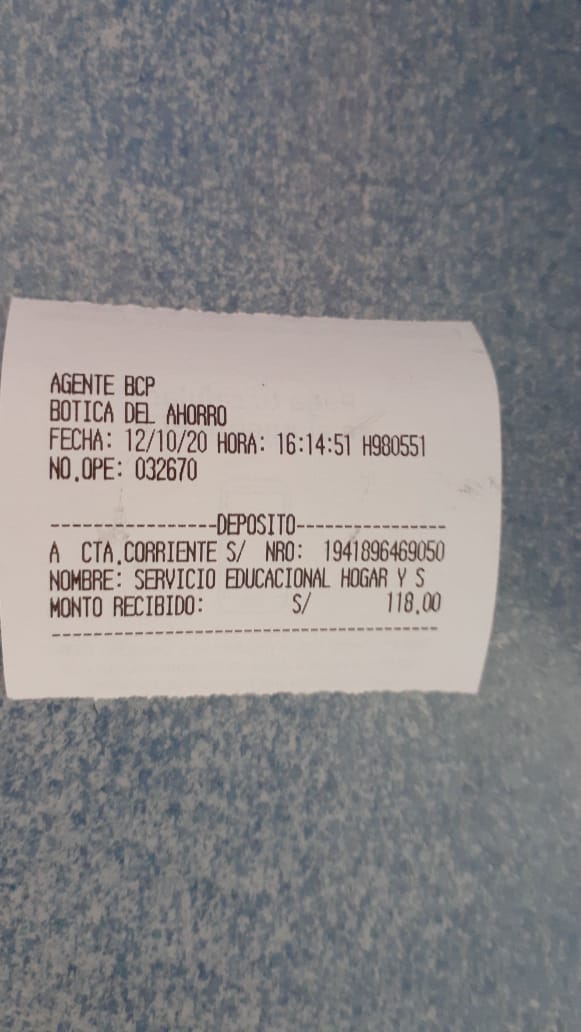 AGENTE BCP
BOTICA DEL AHORRO
FECHA: 12/10/20 HORA: 16:14:51 H980551
NO.OPE: 032670
----------------DEPOSITO---------------
A CTA.CORRIENTE S/ NRO: 1941896469050
NOMBRE: SERVICIO EDUCACIONAL HOGAR Y S
MONTO RECIBIDO: S/ 118.00
---------------------------------------